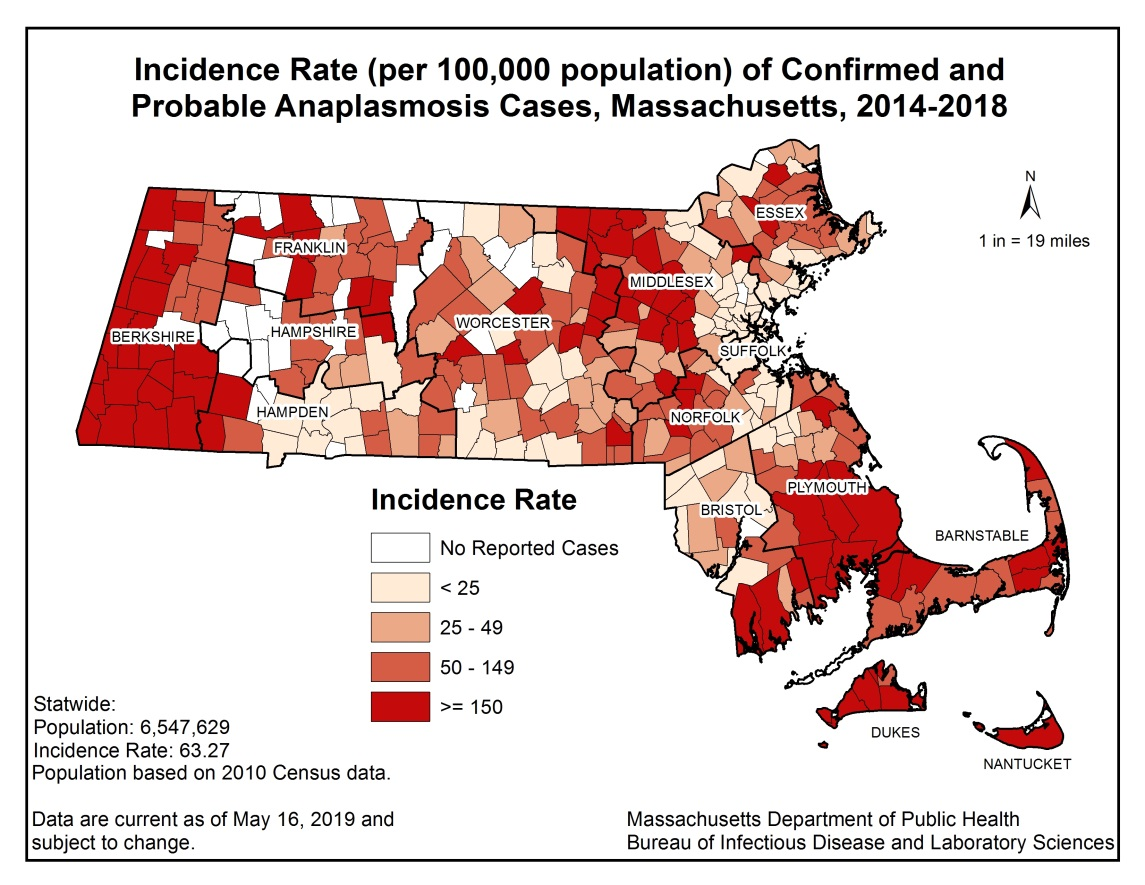 Incidence Rate (per 100,000 population) of Confirmed and
Probable Anaplasmosis Cases, Massachusetts, 2014-2018
N
1 in = 19 miles
ESSEX
FRANKLIN
MIDDLESEX
BERKSHIRE
HAMPSHIRE
WORCESTER
SUFFOLK
HAMPDEN
NORFOLK
PLYMOUTH
BRISTOL
BARNSTABLE
DUKES
NANTUCKET
Incidence Rate
No Reported Cases
< 25
25 - 49
50 - 149
>= 150
Statewide:
Population: 6,547,629
Incidence Rate: 63.27
Population based on 2010 Census data.
Data are current as of May 16, 2019 and
subject to change.
Massachusetts Department of Public Health
Bureau of Infectious Disease and Laboratory Sciences